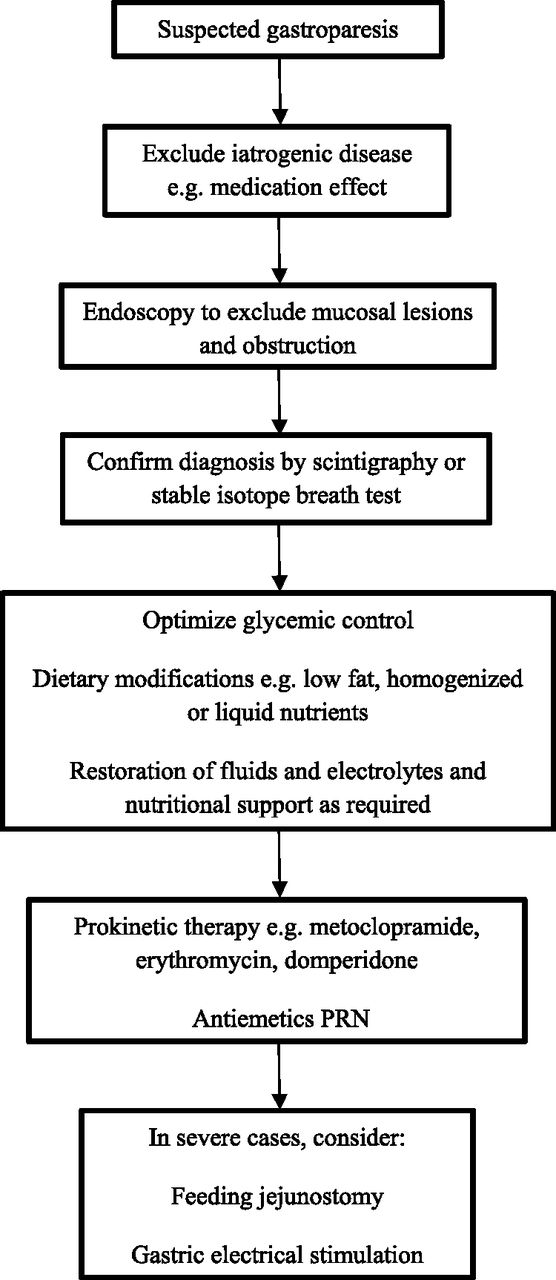 Suspected gastroparesis
Exclude iatrogenic disease
e.g. medication effect
Endoscopy to exclude mucosal lesions
and obstruction
Confirm diagnosis by scintigraphy or
stable isotope breath test
Optimize glycemic control
Dietary modifications e.g. low fat, homogenized
or liquid nutrients
Restoration of fluids and electrolytes and
nutritional support as required
Prokinetic therapy e.g. metoclopramide,
erythromycin, domperidone
Antiemetics PRN
In severe cases, consider:
Feeding jejunostomy
Gastric electrical stimulation